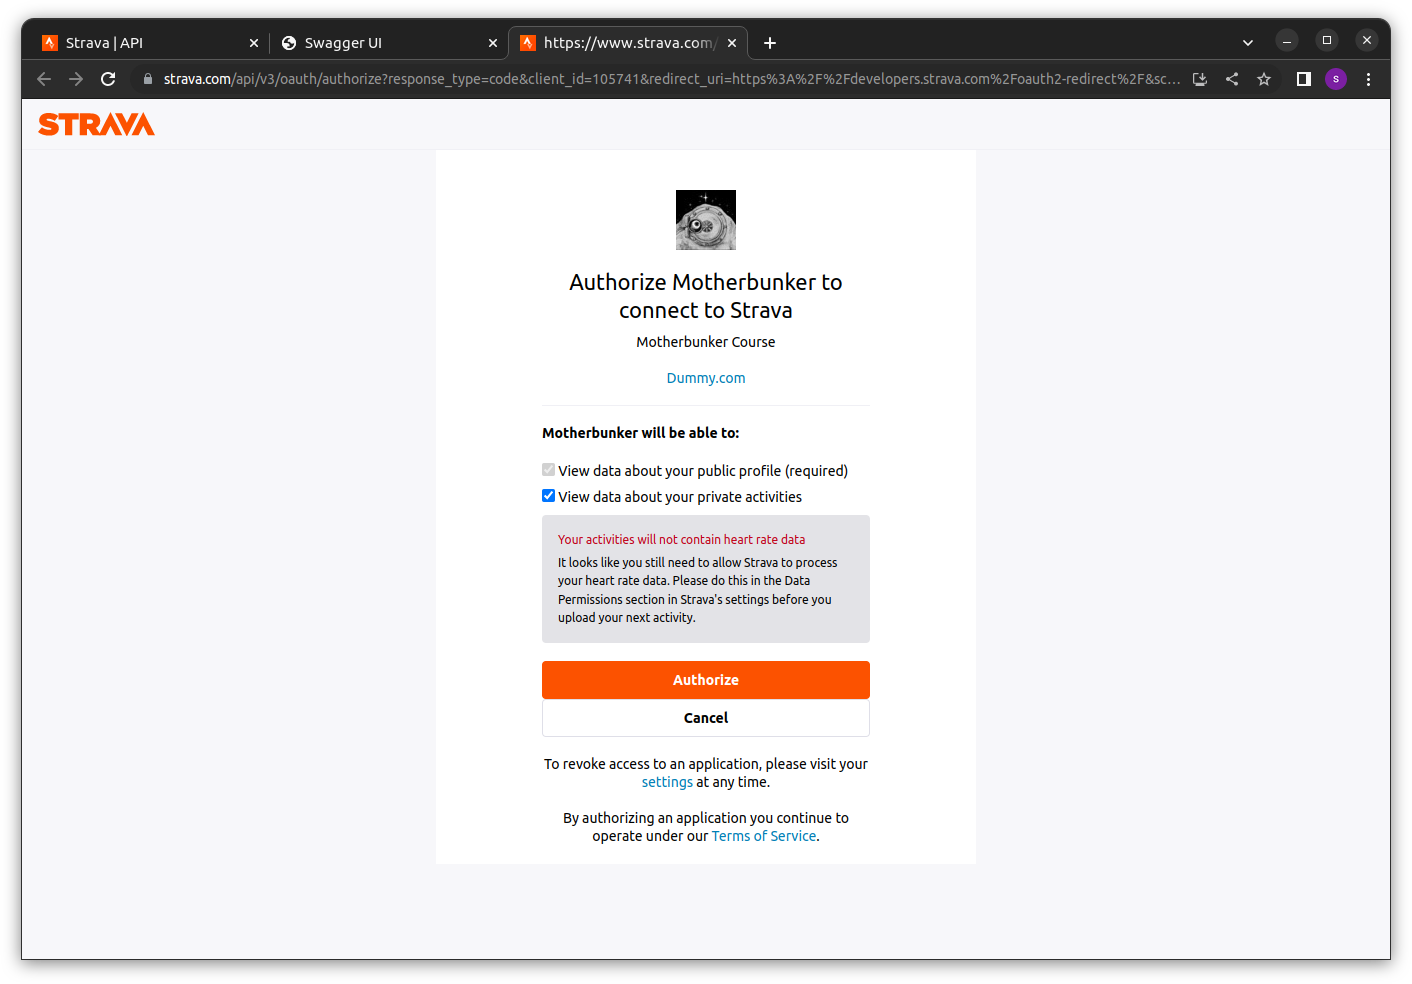 Strava | API
Swagger UI
https://www.strava.com/
strava.com/api/v3/oauth/authorize?response_type=code&client_id=105741&redirect_uri=https%3A%2F%2Fdevelopers.strava.com%2Foauth2-redirect%2F&sc...
S
STRAVA
Authorize Motherbunker to
connect to Strava
Motherbunker Course
Dummy.com
Motherbunker will be able to:
View data about your public profile (required)
View data about your private activities
Your activities will not contain heart rate data
It looks like you still need to allow Strava to process
your heart rate data. Please do this in the Data
Permissions section in Strava's settings before you
upload your next activity.
Authorize
Cancel
To revoke access to an application, please visit your
settings at any time.
By authorizing an application you continue to
operate under our Terms of Service.